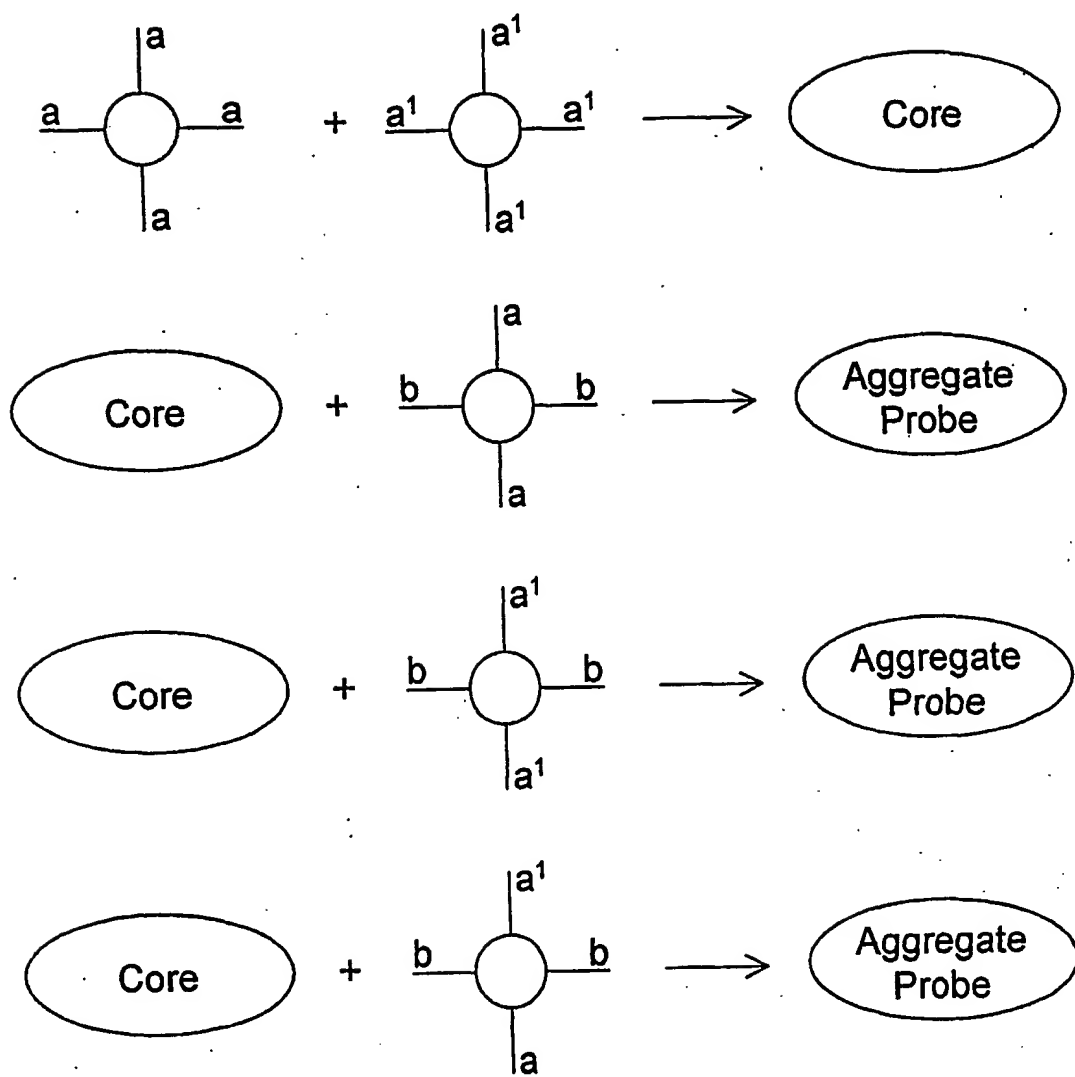 a a¹
a a + a¹ a¹ Core
a a¹
a
Core + b b Aggregate
Probe
a
a¹
Core + b b Aggregate
Probe
a¹
a¹
Core + b b Aggregate
Probe
a